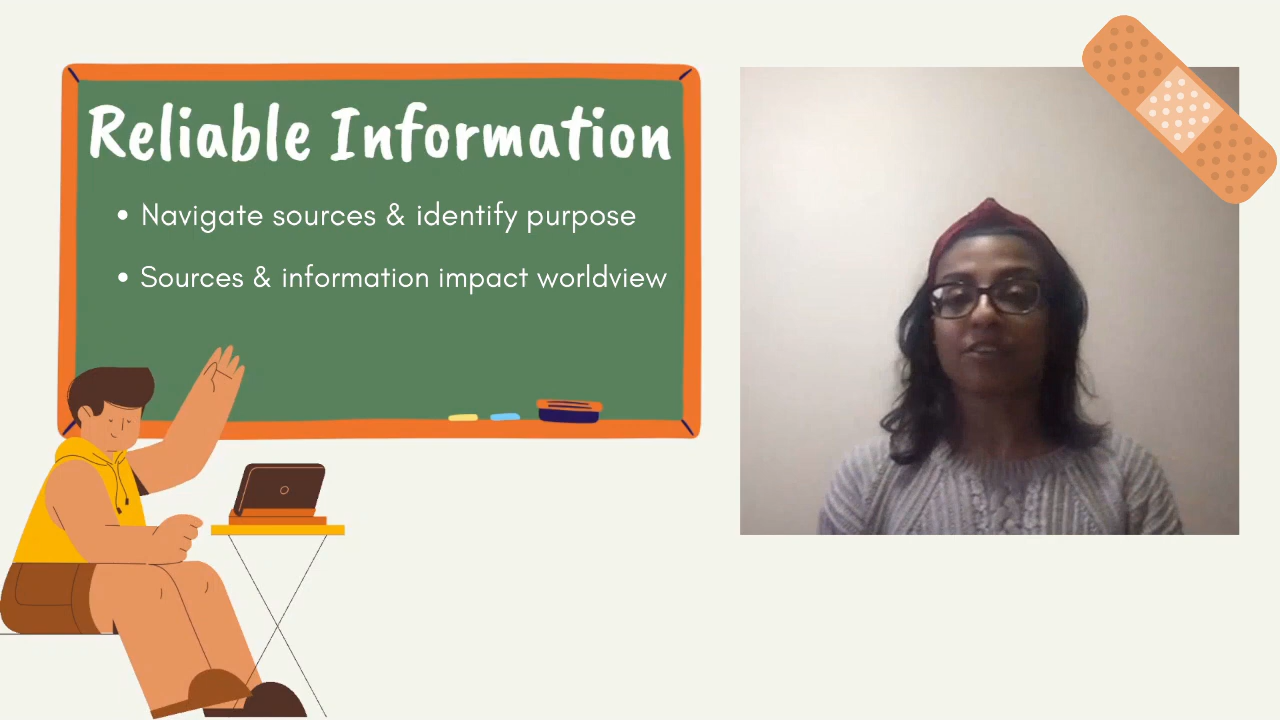 Reliable Information
• Navigate sources & identify purpose
• Sources & information impact worldview